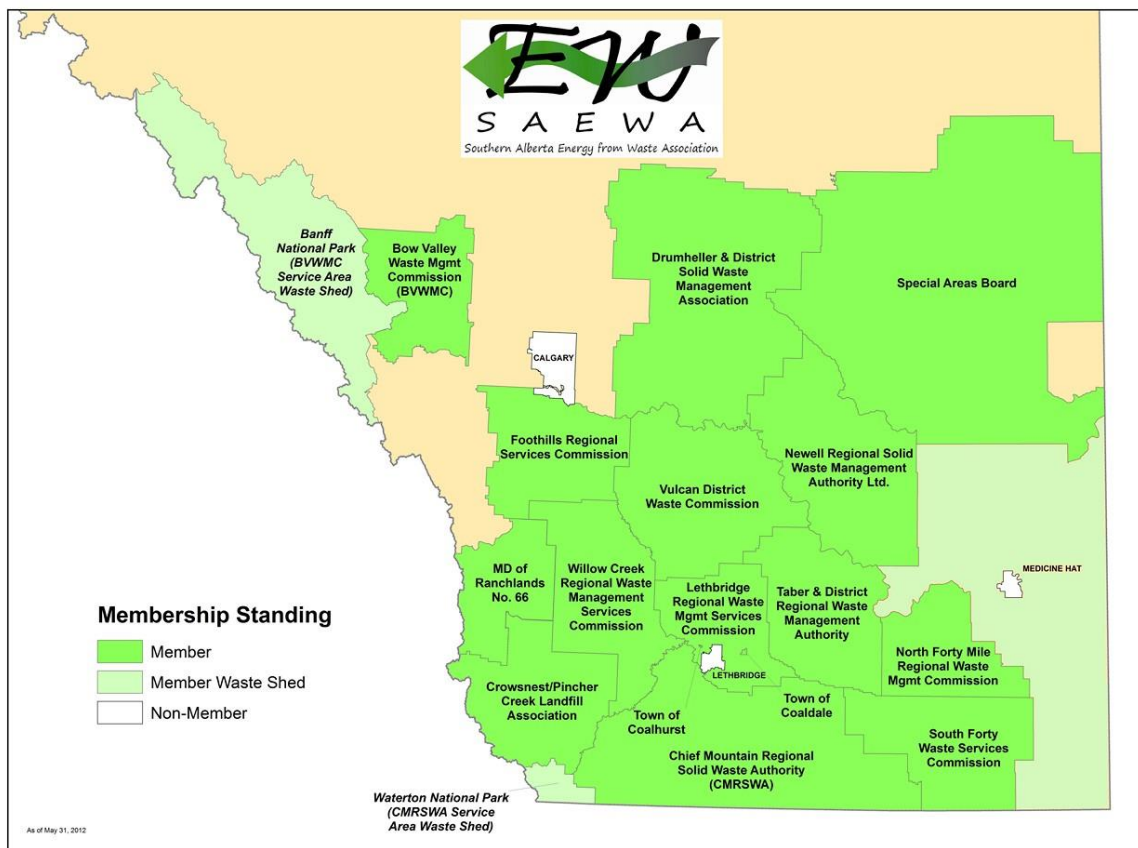 EW
SAEWA
Southern Alberta Energy from Waste Association
Banff
National Park
(BVWMC
Service Area
Waste Shed)
Bow Valley
Waste Mgmt
Commission
(BVWMC)
Drumheller & District
Solid Waste
Management
Association
Special Areas Board
CALGARY
Foothills Regional
Services Commission
Newell Regional Solid
Waste Management
Authority Ltd.
Vulcan District
Waste Commission
MEDICINE HAT
MD of
Ranchlands
No. 66
Willow Creek
Regional Waste
Management
Services
Commission
Lethbridge
Regional Waste
Mgmt Services
Commission
Taber & District
Regional Waste
Management
Authority
North Forty Mile
Regional Waste
Mgmt Commission
LETHBRIDGE
Crowsnest/Pincher
Creek Landfill
Association
Town of
Coalhurst
Town of
Coaldale
South Forty
Waste Services
Commission
Chief Mountain Regional
Solid Waste Authority
(CMRSWA)
Waterton National Park
(CMRSWA Service
Area Waste Shed)
Membership Standing
Member
Member Waste Shed
Non-Member
As of May 31, 2012